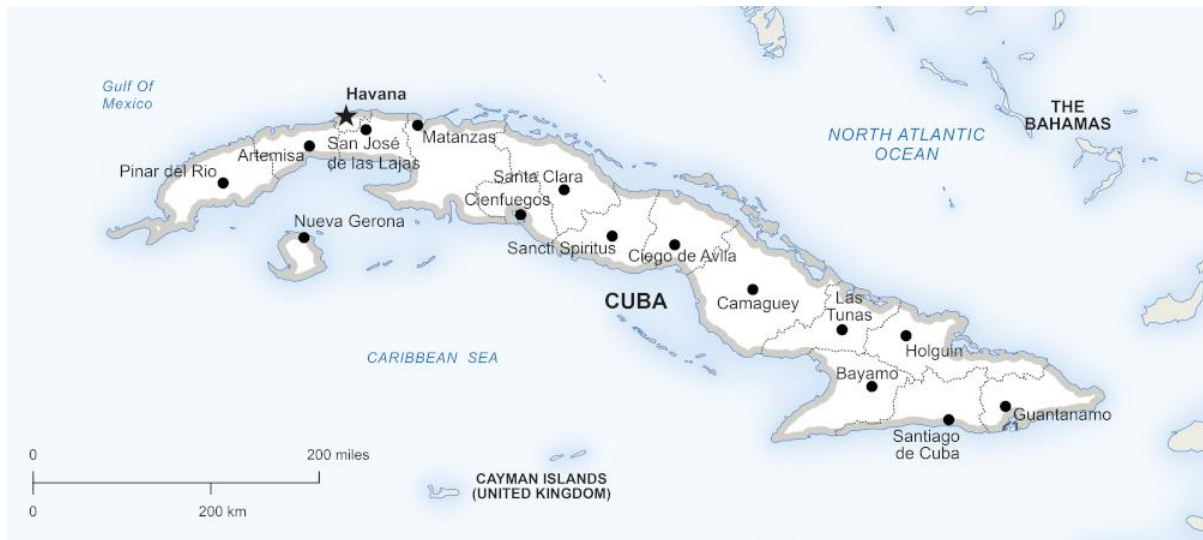 Gulf Of
Mexico
Havana
THE
BAHAMAS
NORTH ATLANTIC
OCEAN
Matanzas
San José
de las Lajas
Artemisa
Pinar del Rio
Santa Clara
Cienfuegos
Nueva Gerona
Sancti Spiritus
Ciego de Avila
CUBA
Camaguey
Las
Tunas
Holguin
CARIBBEAN SEA
Bayamo
Guantanamo
Santiago
de Cuba
0
200 miles
0
200 km
CAYMAN ISLANDS
(UNITED KINGDOM)